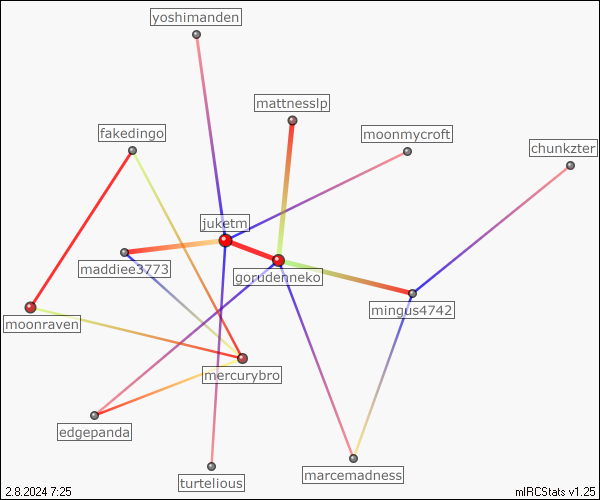 yoshimanden
mattnesslp
fakedingo
moonmycroft
chunkzter
juketm
maddiee3773
gorudenneko
mingus4742
moonraven
mercurybro
edgepanda
marcemadness
turtelious
2.8.2024 7:25
mIRCStats v1.25